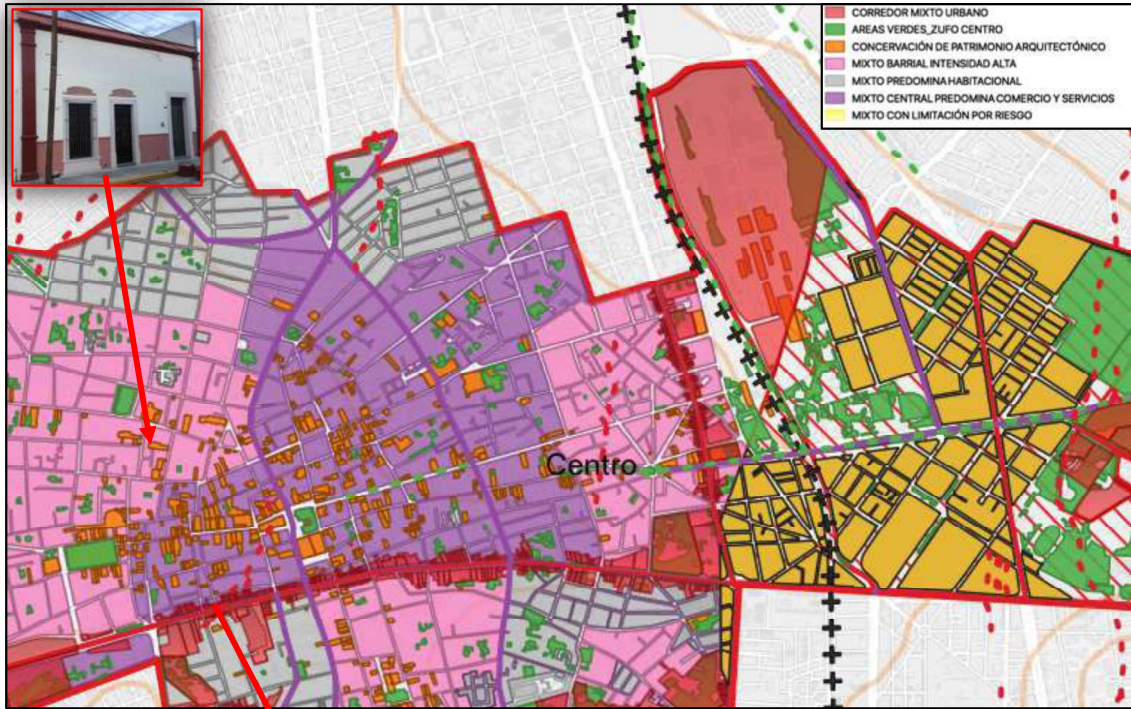 CORREDOR MIXTO URBANO
AREAS VERDES_ZUFO CENTRO
CONCERVACIÓN DE PATRIMONIO ARQUITECTÓNICO
MIXTO BARRIAL INTENSIDAD ALTA
MIXTO PREDOMINA HABITACIONAL
MIXTO CENTRAL PREDOMINA COMERCIO Y SERVICIOS
MIXTO CON LIMITACIÓN POR RIESGO
Centro